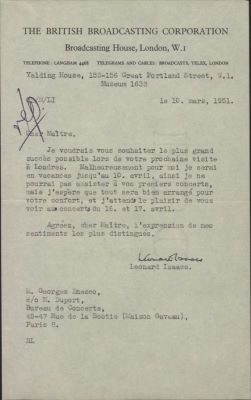 THE BRITISH BROADCASTING CORPORATION
Broadcasting House, London, W.1
TELEPHONE: LANGHAM 4468 TELEGRAMS AND CABLES: BROADCASTS, TELEX, LONDON
Yalding House, 152-156 Great Portland Street, W.1.
Museum 1633
/LI
le 10. mars, 1951.
Cher Maître,
Je voudrais vous souhaiter le plus grand
succès possible lors de votre prochaine visite
à Londres. Malheureusement pour moi je serai
en vacances jusqu'au 10. avril, ainsi je ne
pourrai pas assister à vos premiers concerts,
mais j'espère que tout sera bien arrangé pour
votre confort, et j'attends le plaisir de vous
voir aux concerts du 16. et 17. avril.
Agréez, cher Maître, l'expression de mes
sentiments les plus distingués.
Leonard Isaacs
Leonard Isaacs.
M. Georges Enesco,
c/o M. Duport,
Bureau de Concerts,
45-47 Rue de la Boëtie (Maison Gaveau),
Paris 8.